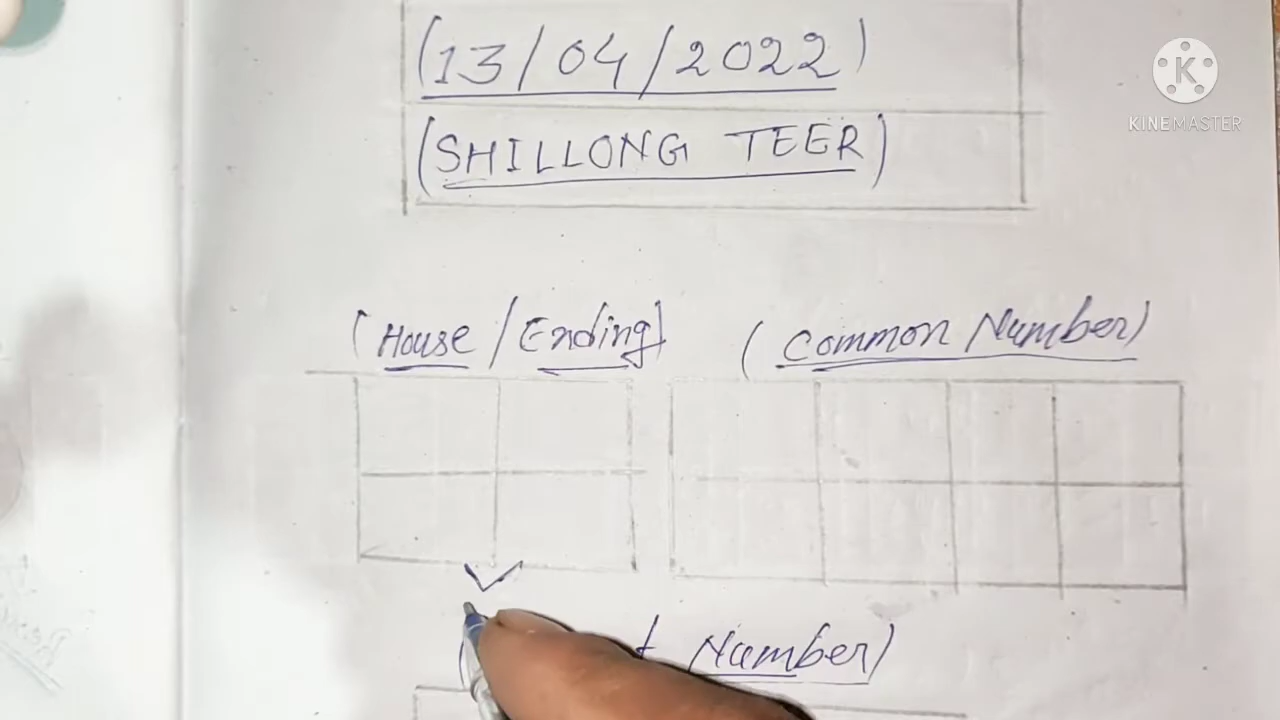 (13/04/2022)
KINEMASTER
(SHILLONG TEER)
(House/Ending)
(Common Number)
Number)